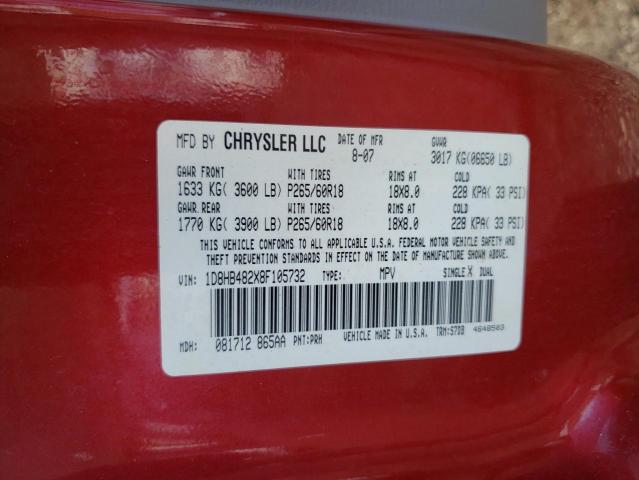 MFD BY CHRYSLER LLC DATE OF MFR GVWR
8-07 3017 KG(06650 LB)
GAWR FRONT WITH TIRES RIMS AT COLD
1633 KG( 3600 LB) P265/60R18 18X8.0 228 KPA( 33 PSI)
GAWR.REAR WITH TIRES RIMS AT COLD
1770 KG( 3900 LB) P265/60R18 18X8.0 228 KPA( 33 PSI)
THIS VEHICLE CONFORMS TO ALL APPLICABLE U.S.A. FEDERAL MOTOR VEHICLE SAFETY AND
THEFT PREVENTION STANDARDS IN EFFECT ON THE DATE OF MANUFACTURE SHOWN ABOVE.
VIN: 1D8HB482X8F105732 TYPE: MPV SINGLE X DUAL
MDH: 081712 865AA PNT:PRH VEHICLE MADE IN U.S.A. TRM:S7DB 4648503